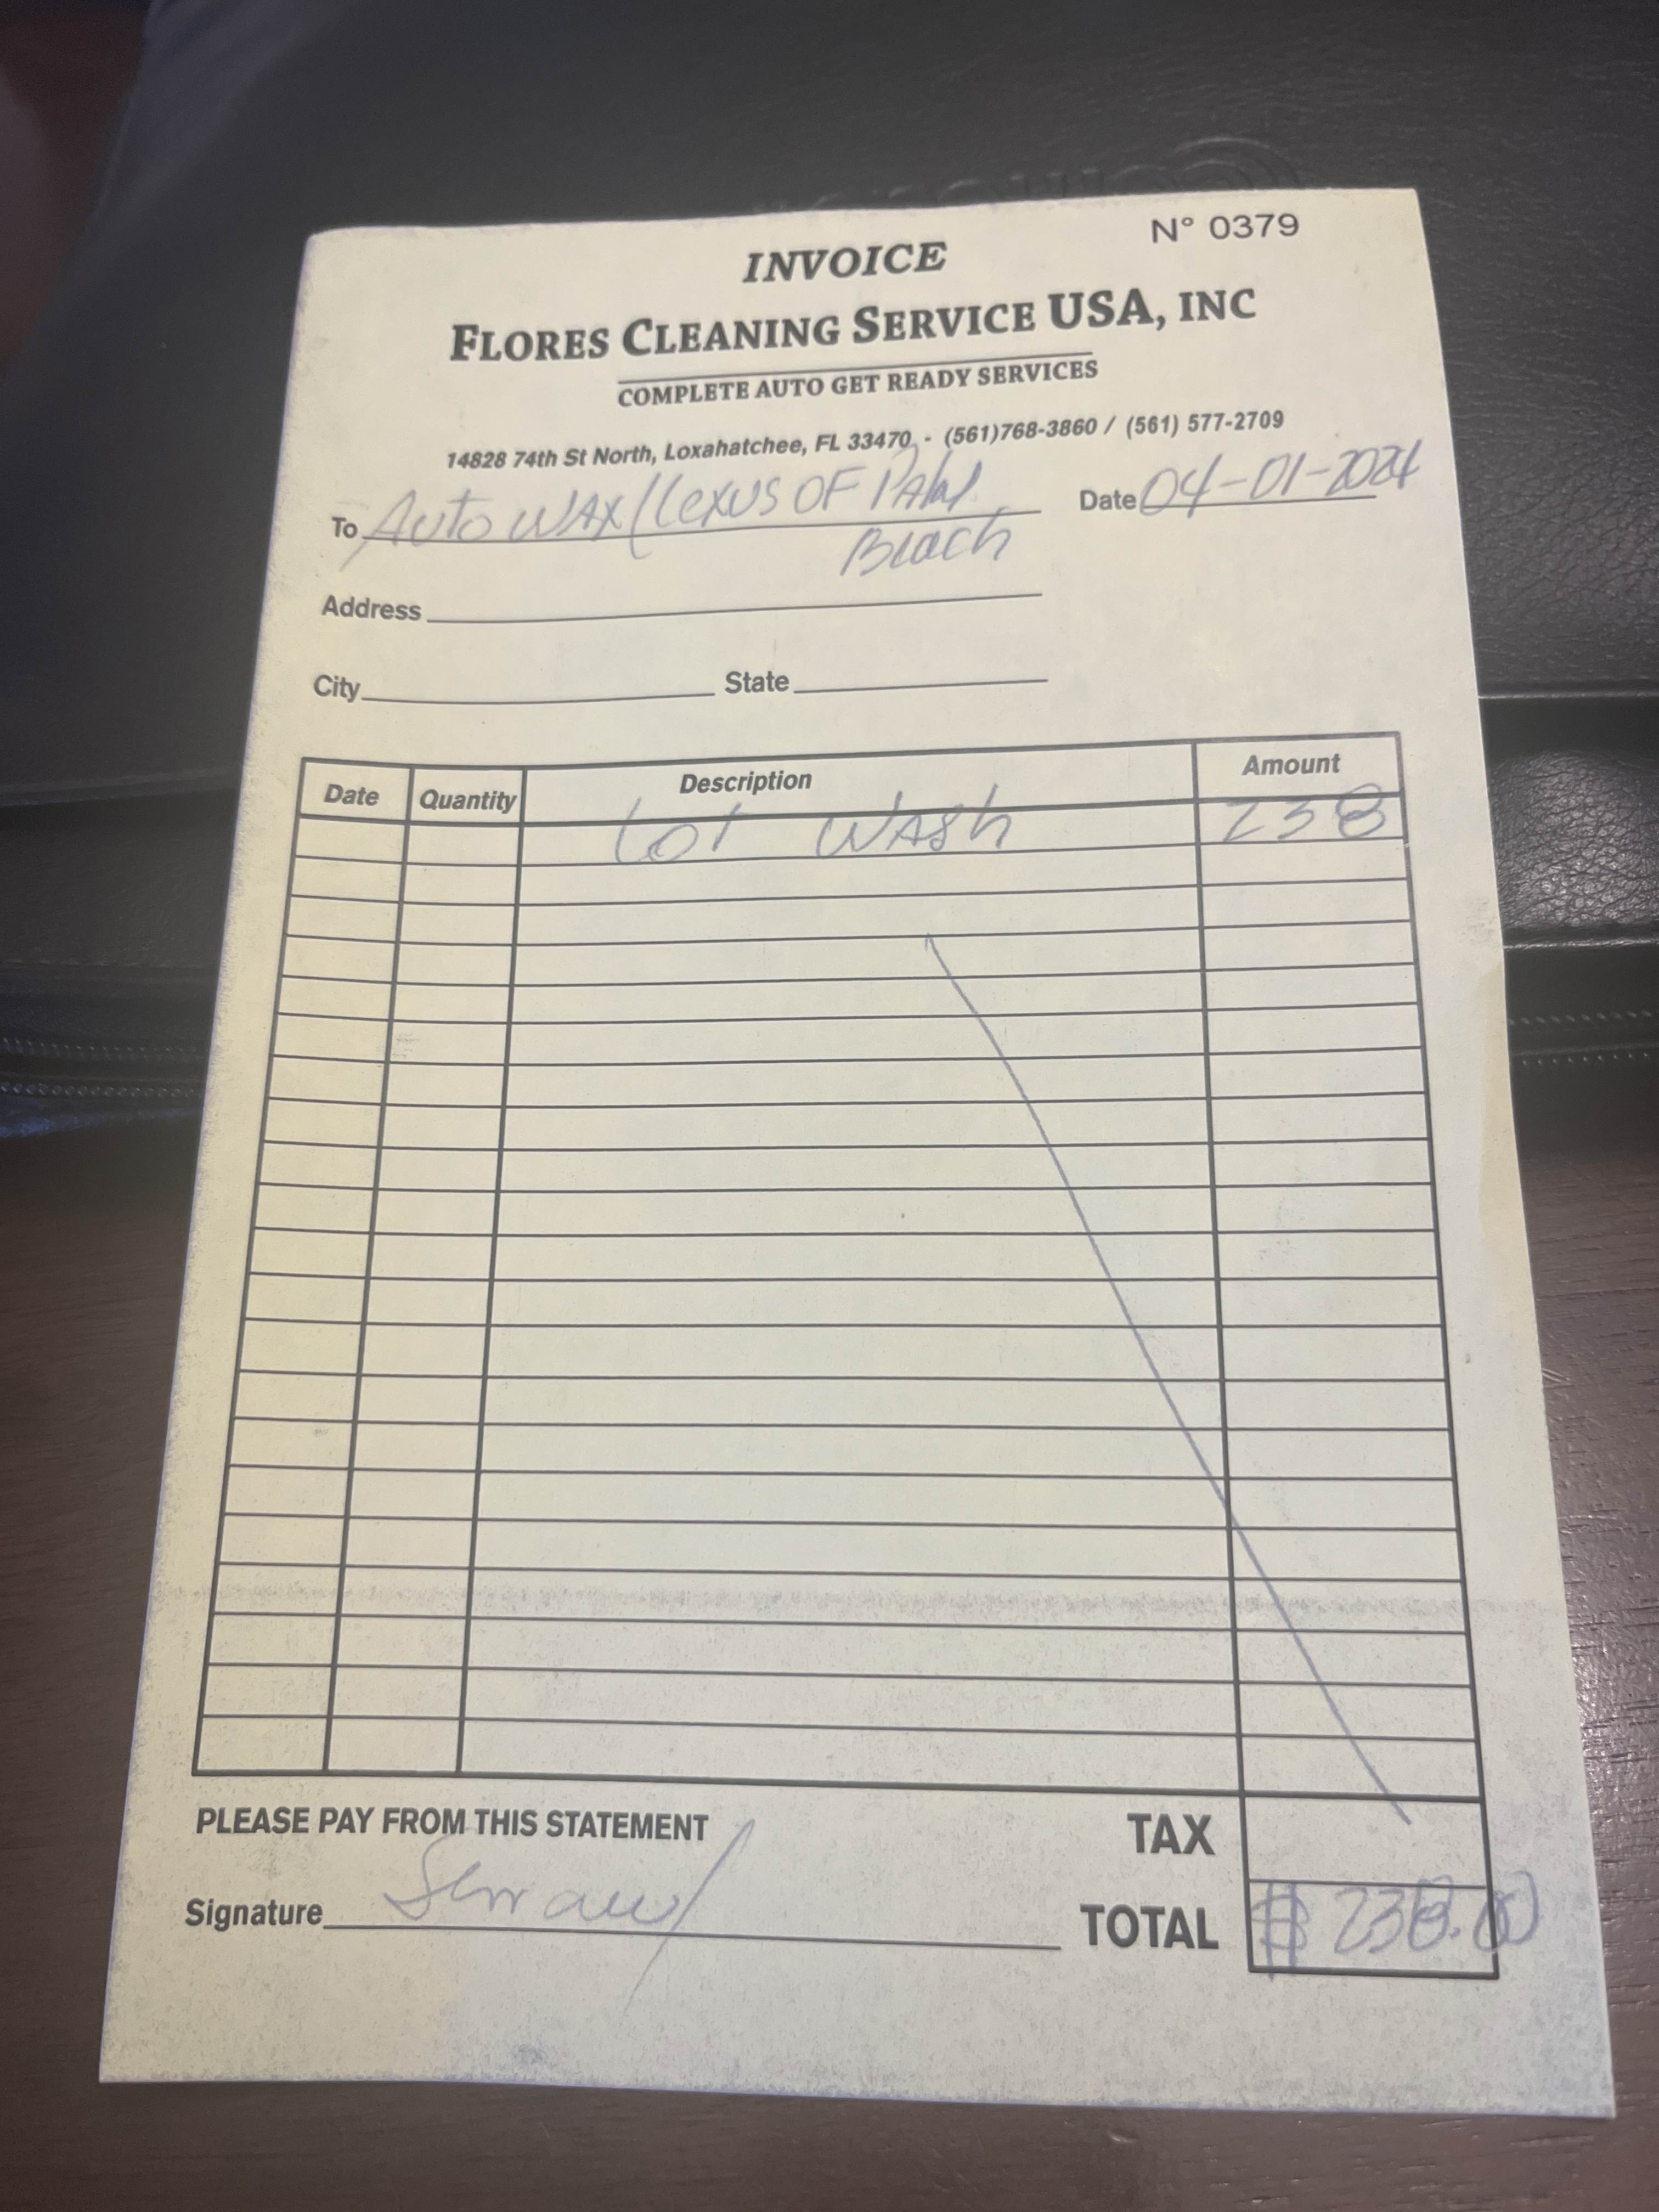 N° 0379
INVOICE
FLORES CLEANING SERVICE USA, INC
COMPLETE AUTO GET READY SERVICES
14828 74th St North, Loxahatchee, FL 33470 - (561)768-3860 / (561) 577-2709
To Auto WAX/Lexus OF PAlm Date 04-01-2024
Beach
Address
City State
Date Quantity Description Amount
Lot WASh 238
PLEASE PAY FROM THIS STATEMENT TAX
Signature TOTAL $ 238.00